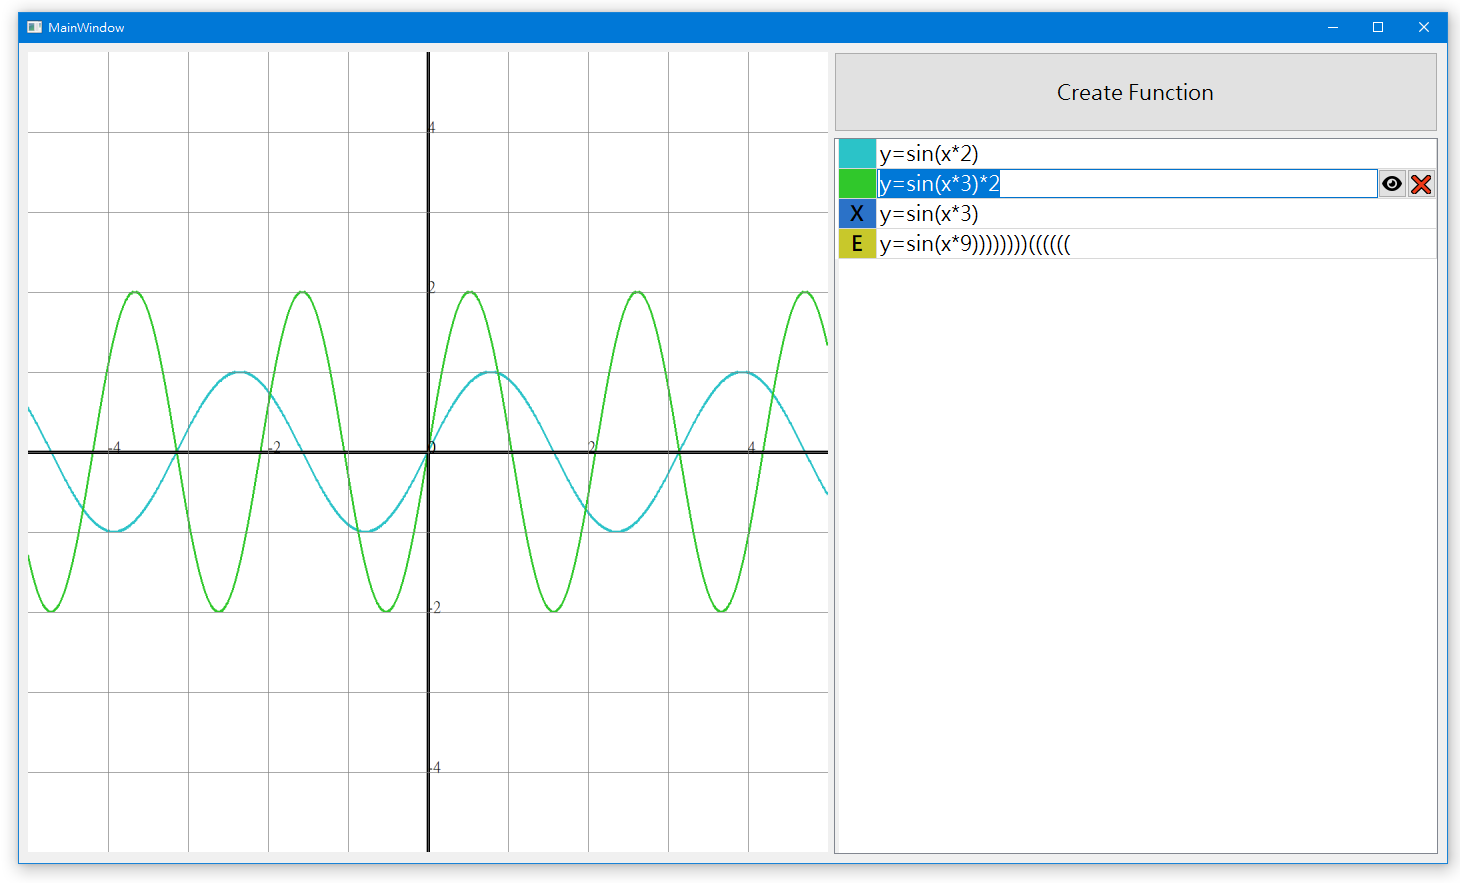 MainWindow
Create Function
y=sin(x*2)
y=sin(x*3)*2
X y=sin(x*3)
E y=sin(x*9))))))))((((((
4
2
-4 -2 0 2 4
-2
-4